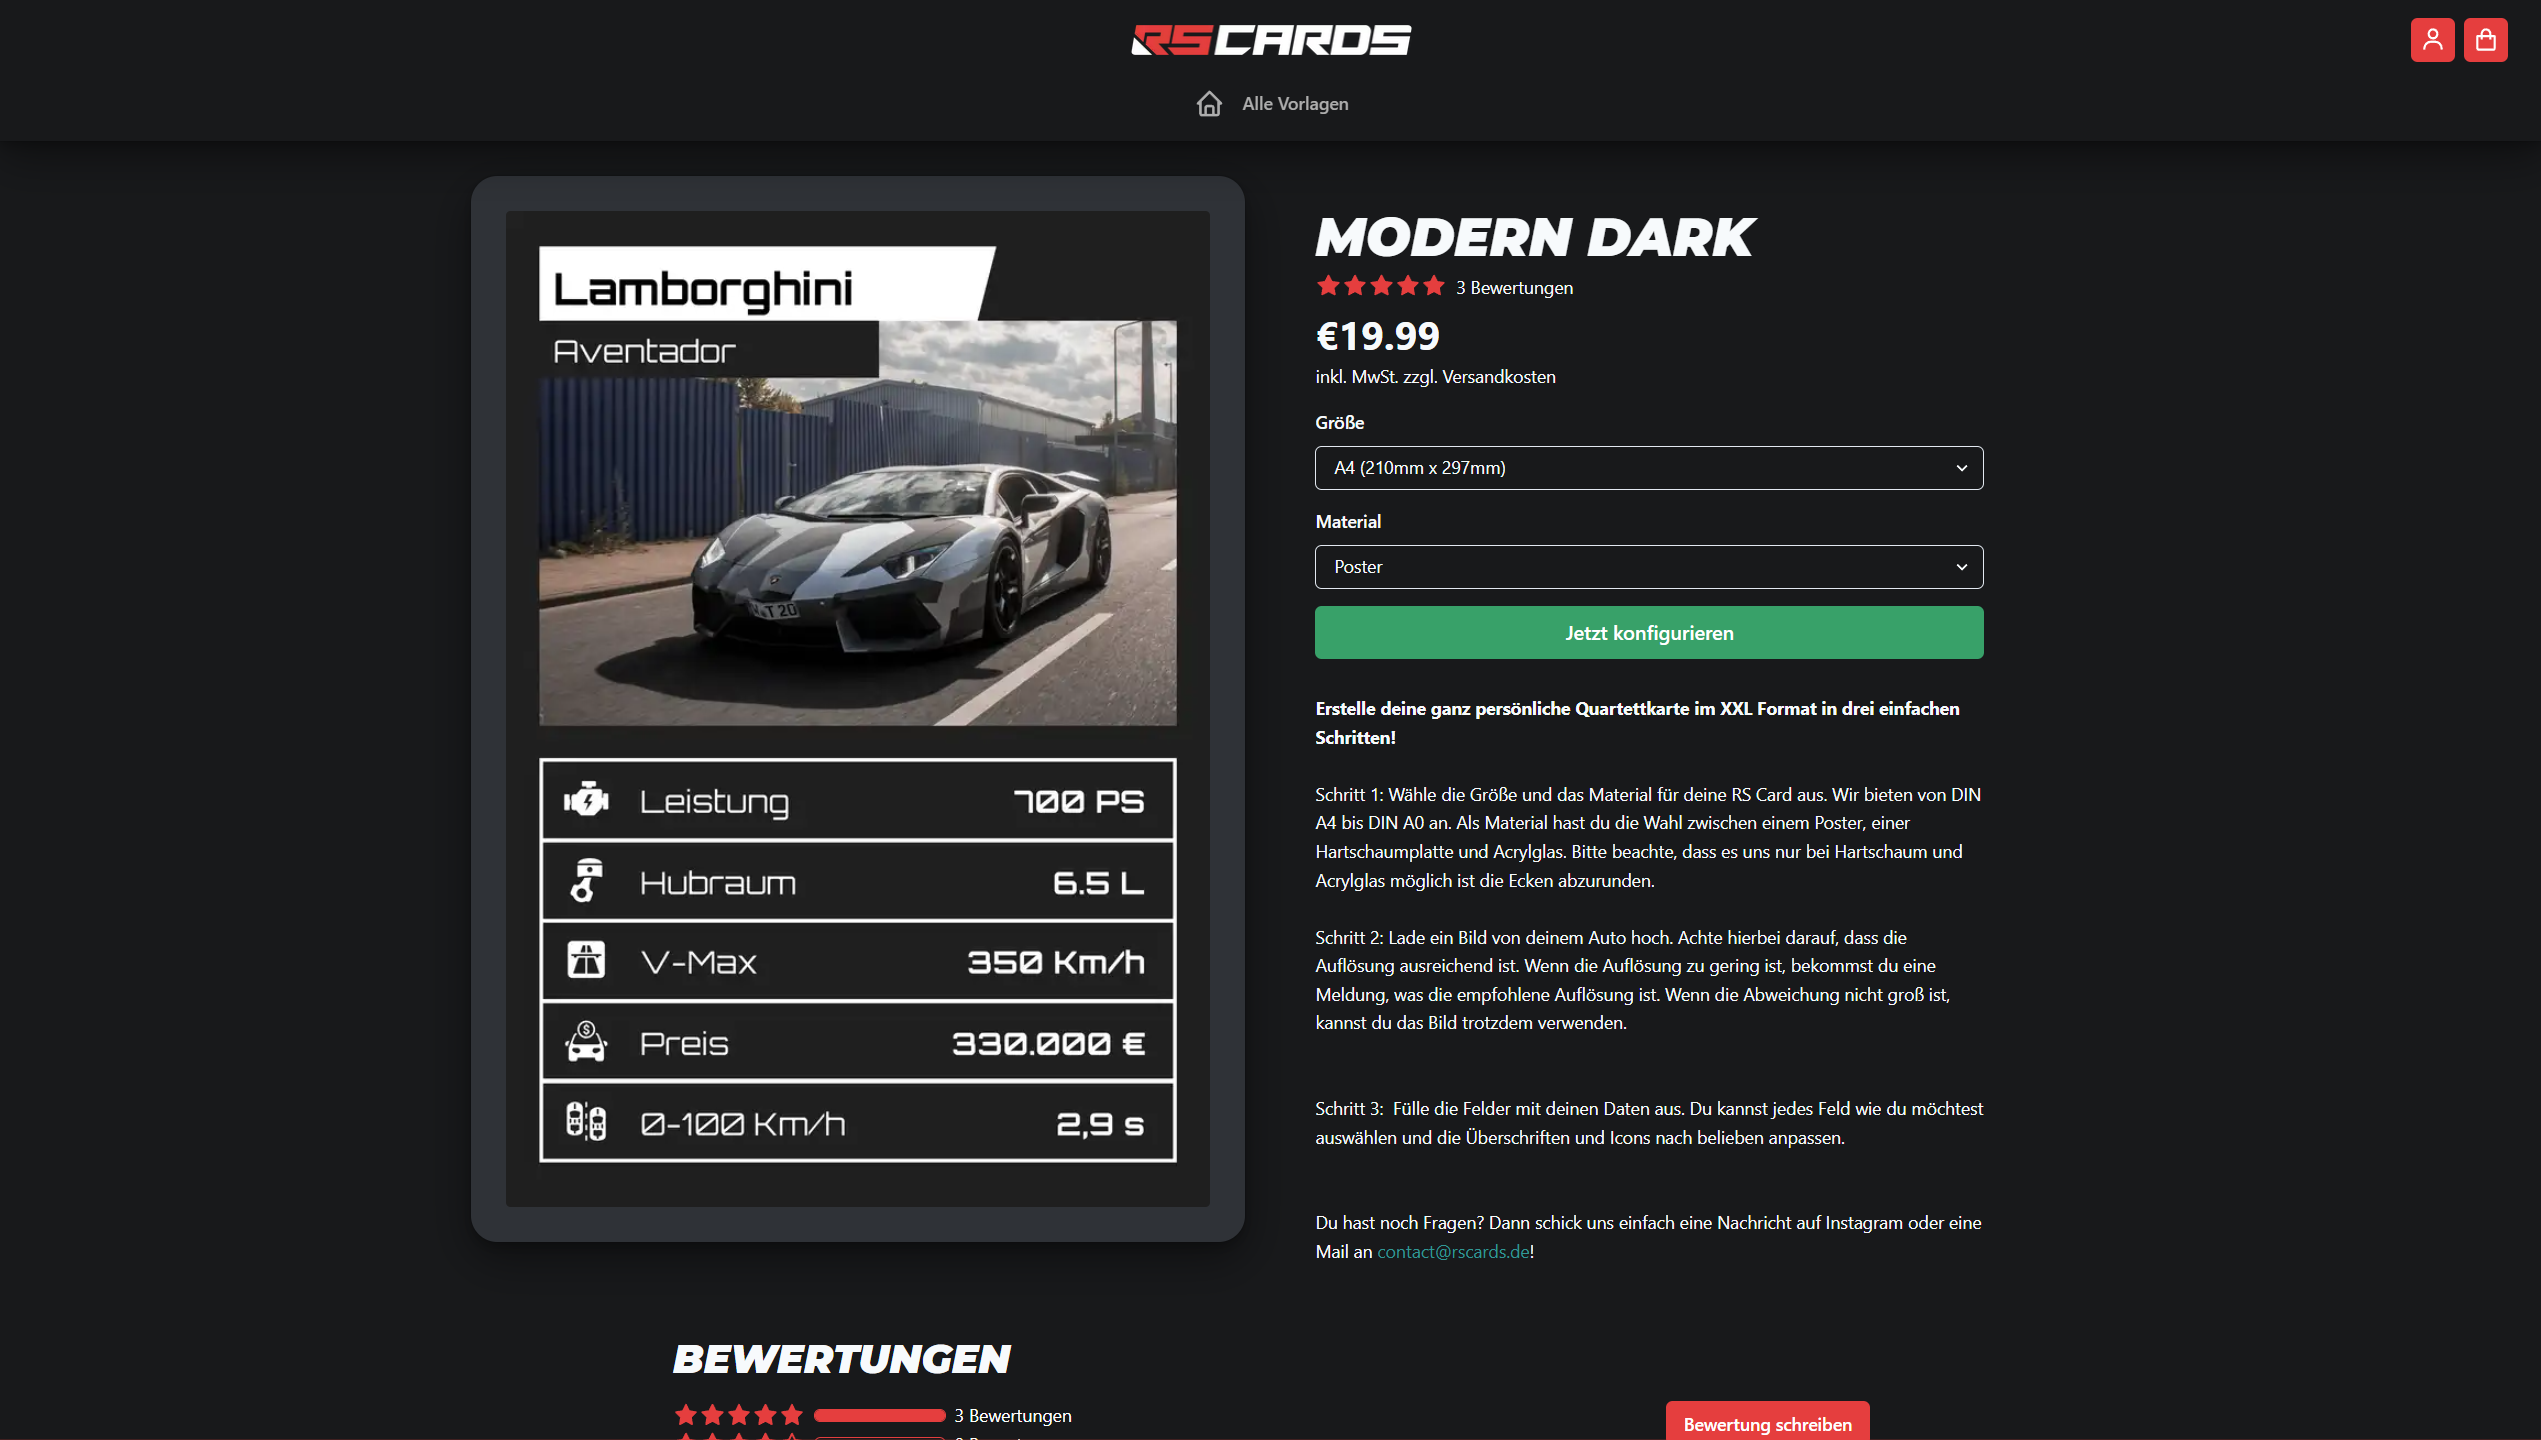 RSCARDS
Alle Vorlagen
Lamborghini
Aventador
Leistung 700 PS
Hubraum 6.5 L
V-Max 350 Km/h
Preis 330.000 €
0-100 Km/h 2,9 s
MODERN DARK
3 Bewertungen
€19.99
inkl. MwSt. zzgl. Versandkosten
Größe
A4 (210mm x 297mm)
Material
Poster
Jetzt konfigurieren
Erstelle deine ganz persönliche Quartettkarte im XXL Format in drei einfachen
Schritten!
Schritt 1: Wähle die Größe und das Material für deine RS Card aus. Wir bieten von DIN
A4 bis DIN A0 an. Als Material hast du die Wahl zwischen einem Poster, einer
Hartschaumplatte und Acrylglas. Bitte beachte, dass es uns nur bei Hartschaum und
Acrylglas möglich ist die Ecken abzurunden.
Schritt 2: Lade ein Bild von deinem Auto hoch. Achte hierbei darauf, dass die
Auflösung ausreichend ist. Wenn die Auflösung zu gering ist, bekommst du eine
Meldung, was die empfohlene Auflösung ist. Wenn die Abweichung nicht groß ist,
kannst du das Bild trotzdem verwenden.
Schritt 3:  Fülle die Felder mit deinen Daten aus. Du kannst jedes Feld wie du möchtest
auswählen und die Überschriften und Icons nach belieben anpassen.
Du hast noch Fragen? Dann schick uns einfach eine Nachricht auf Instagram oder eine
Mail an contact@rscards.de!
BEWERTUNGEN
3 Bewertungen
Bewertung schreiben